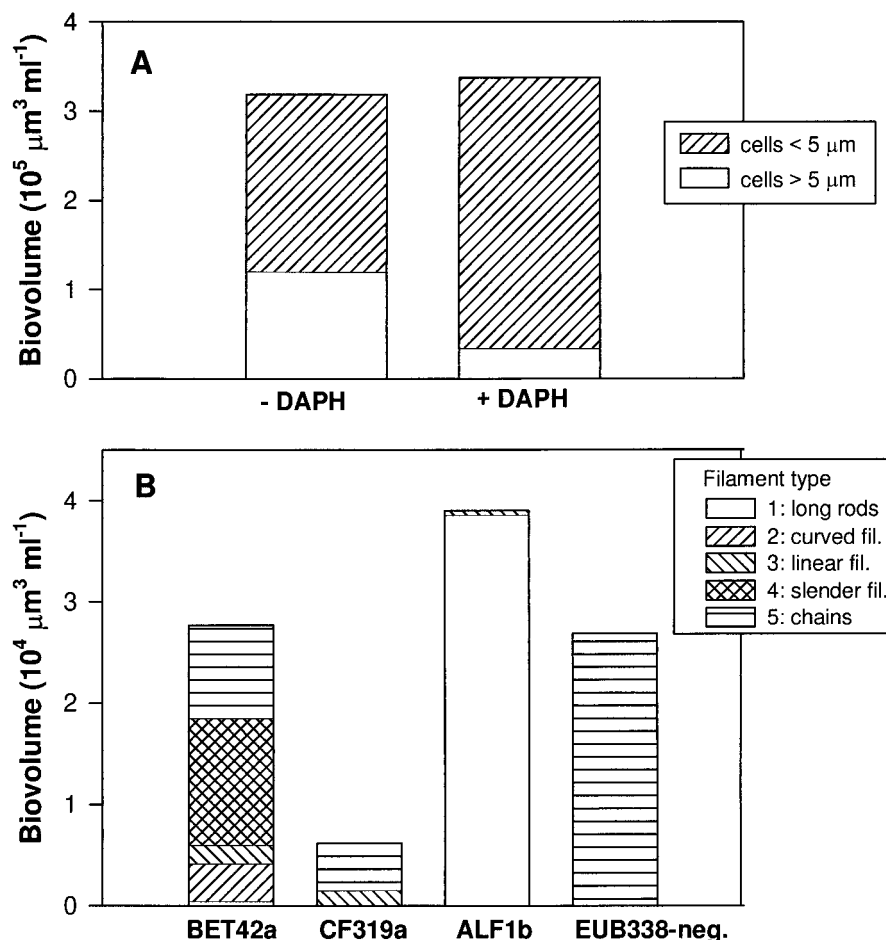 A
Biovolume (10⁵ μm³ ml⁻¹)
4
3
2
1
0
- DAPH
+ DAPH
cells < 5 μm
cells > 5 μm
B
Biovolume (10⁴ μm³ ml⁻¹)
4
3
2
1
0
BET42a
CF319a
ALF1b
EUB338-neg.
Filament type
1: long rods
2: curved fil.
3: linear fil.
4: slender fil.
5: chains